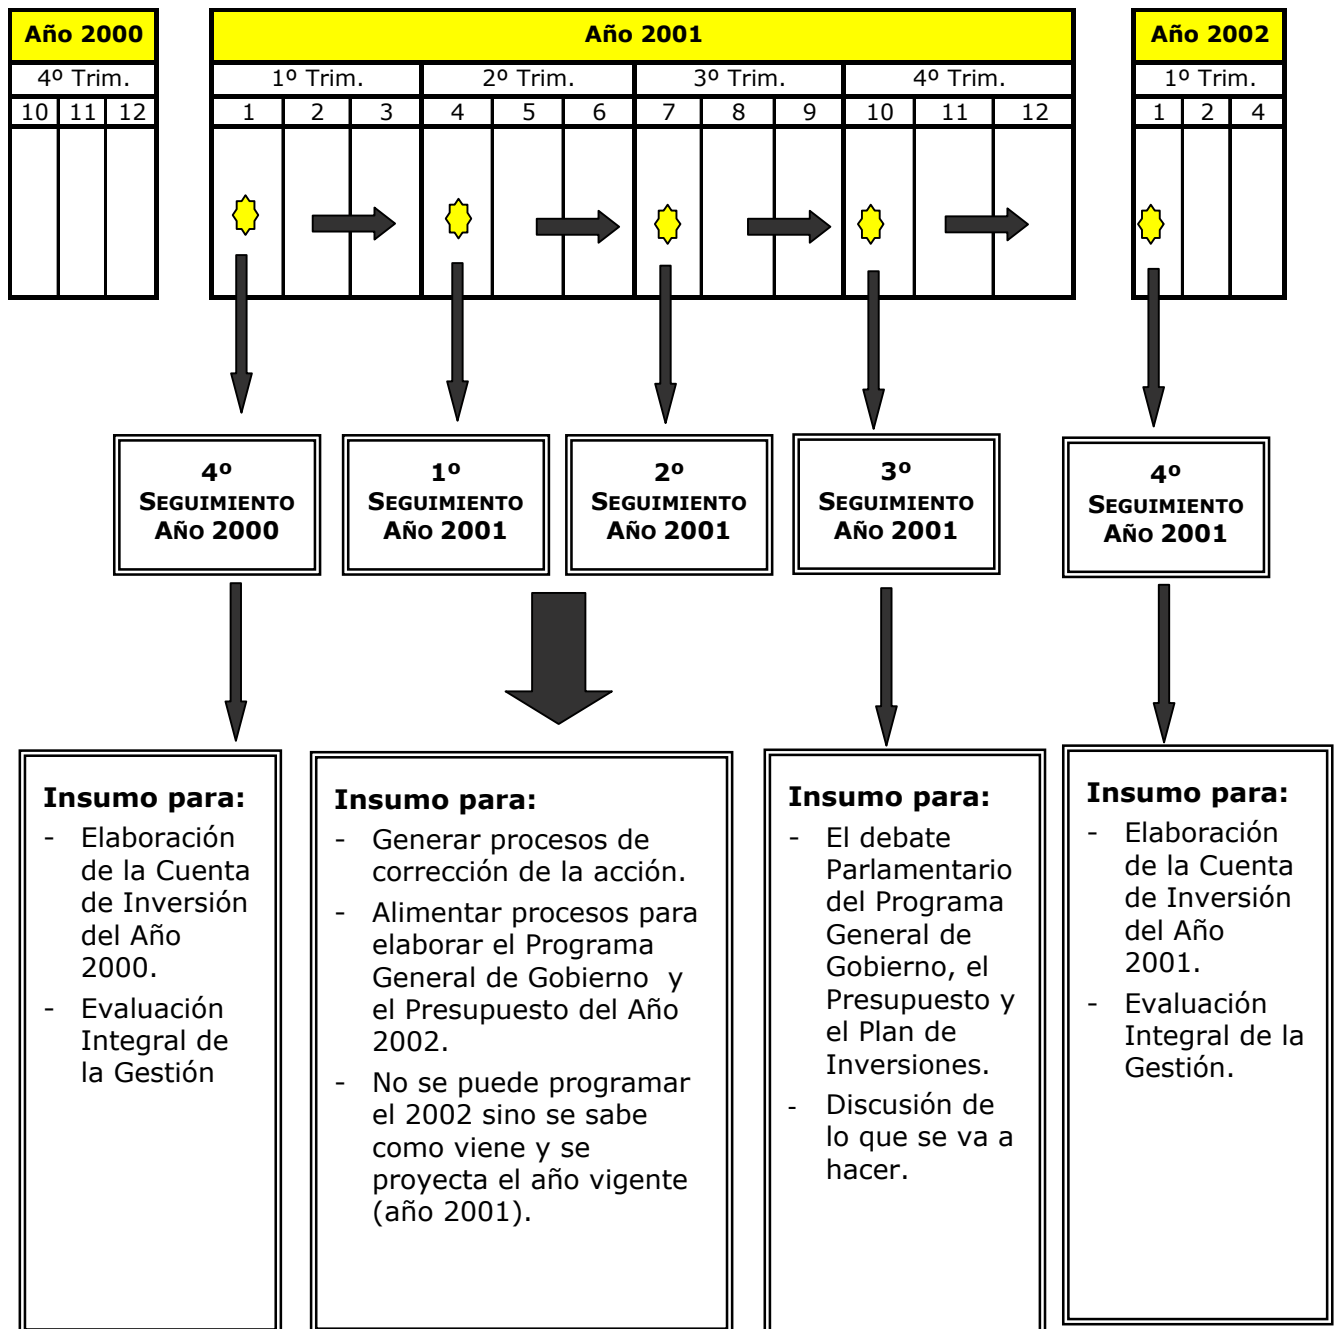 Año 2000
Año 2001
Año 2002
4º Trim.
1º Trim.
2º Trim.
3º Trim.
4º Trim.
1º Trim.
10 11 12
1 2 3 4 5 6 7 8 9 10 11 12
1 2 4
4º
SEGUIMIENTO
AÑO 2000
1º
SEGUIMIENTO
AÑO 2001
2º
SEGUIMIENTO
AÑO 2001
3º
SEGUIMIENTO
AÑO 2001
4º
SEGUIMIENTO
AÑO 2001
Insumo para:
- Elaboración
de la Cuenta
de Inversión
del Año
2000.
- Evaluación
Integral de
la Gestión
Insumo para:
- Generar procesos de
corrección de la acción.
- Alimentar procesos para
elaborar el Programa
General de Gobierno y
el Presupuesto del Año
2002.
- No se puede programar
el 2002 sino se sabe
como viene y se
proyecta el año vigente
(año 2001).
Insumo para:
- El debate
Parlamentario
del Programa
General de
Gobierno, el
Presupuesto y
el Plan de
Inversiones.
- Discusión de
lo que se va a
hacer.
Insumo para:
- Elaboración
de la Cuenta
de Inversión
del Año
2001.
- Evaluación
Integral de la
Gestión.